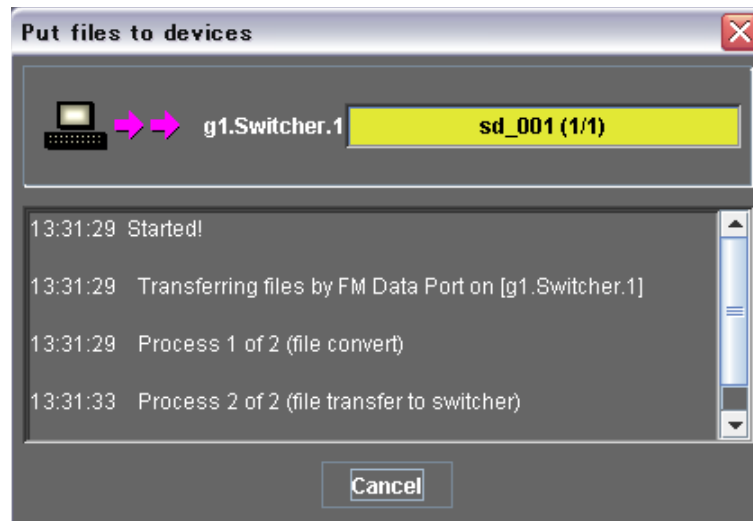 Put files to devices
g1.Switcher.1 sd_001 (1/1)
13:31:29 Started!
13:31:29 Transferring files by FM Data Port on [g1.Switcher.1]
13:31:29 Process 1 of 2 (file convert)
13:31:33 Process 2 of 2 (file transfer to switcher)
Cancel